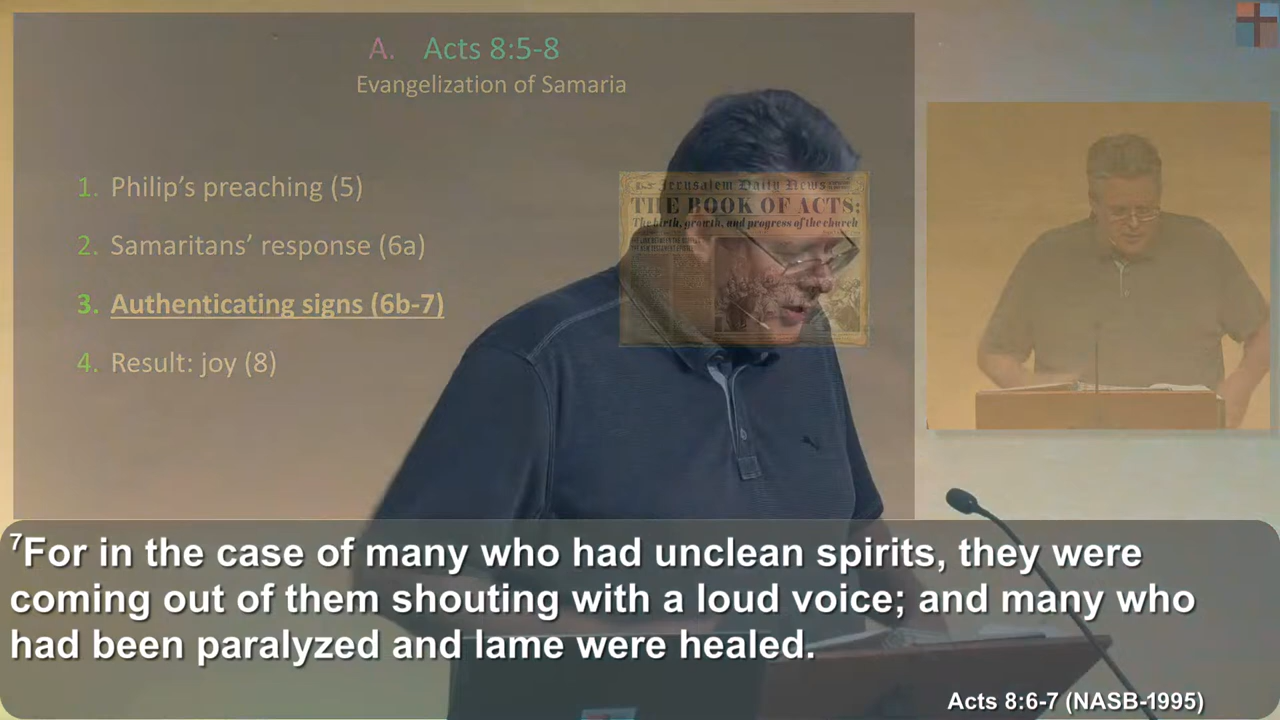 A. Acts 8:5-8
Evangelization of Samaria
1. Philip’s preaching (5)
2. Samaritans’ response (6a)
3. Authenticating signs (6b-7)
4. Result: joy (8)
Jerusalem Daily News
THE BOOK OF ACTS:
The birth, growth, and progress of the church
⁷For in the case of many who had unclean spirits, they were
coming out of them shouting with a loud voice; and many who
had been paralyzed and lame were healed.
Acts 8:6-7 (NASB-1995)